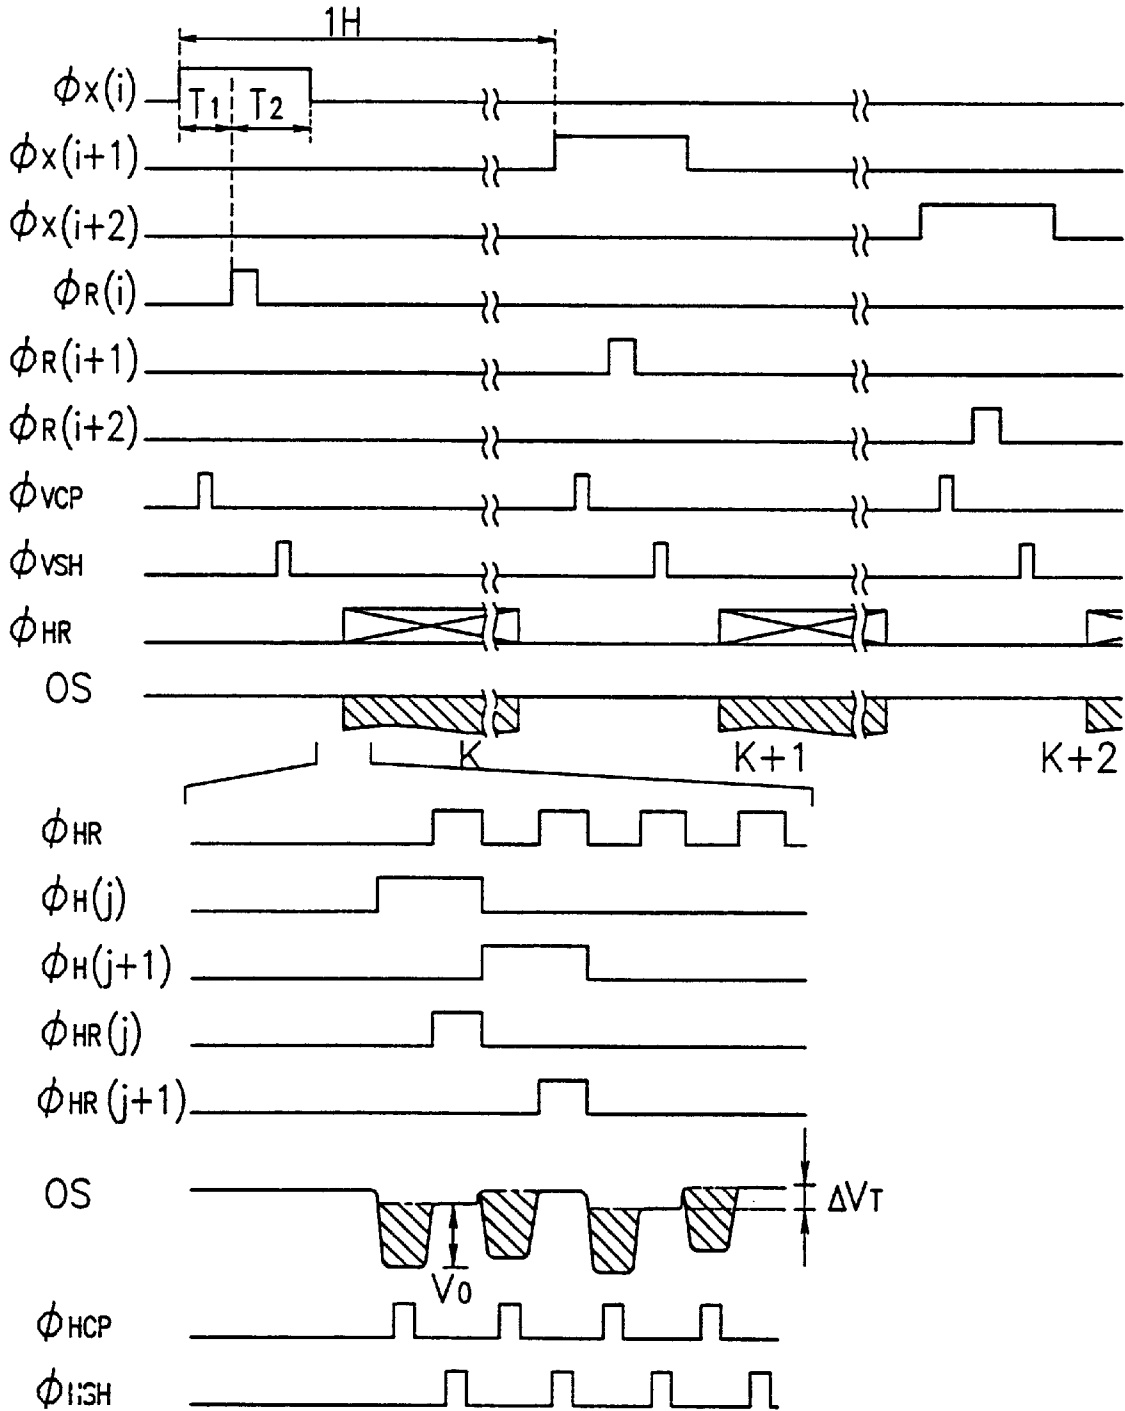 1H
ϕX(i)
T1 T2
ϕX(i+1)
ϕX(i+2)
ϕR(i)
ϕR(i+1)
ϕR(i+2)
ϕVCP
ϕVSH
ϕHR
OS
K K+1 K+2
ϕHR
ϕH(j)
ϕH(j+1)
ϕHR(j)
ϕHR(j+1)
OS
ΔVT
V0
ϕHCP
ϕHSH